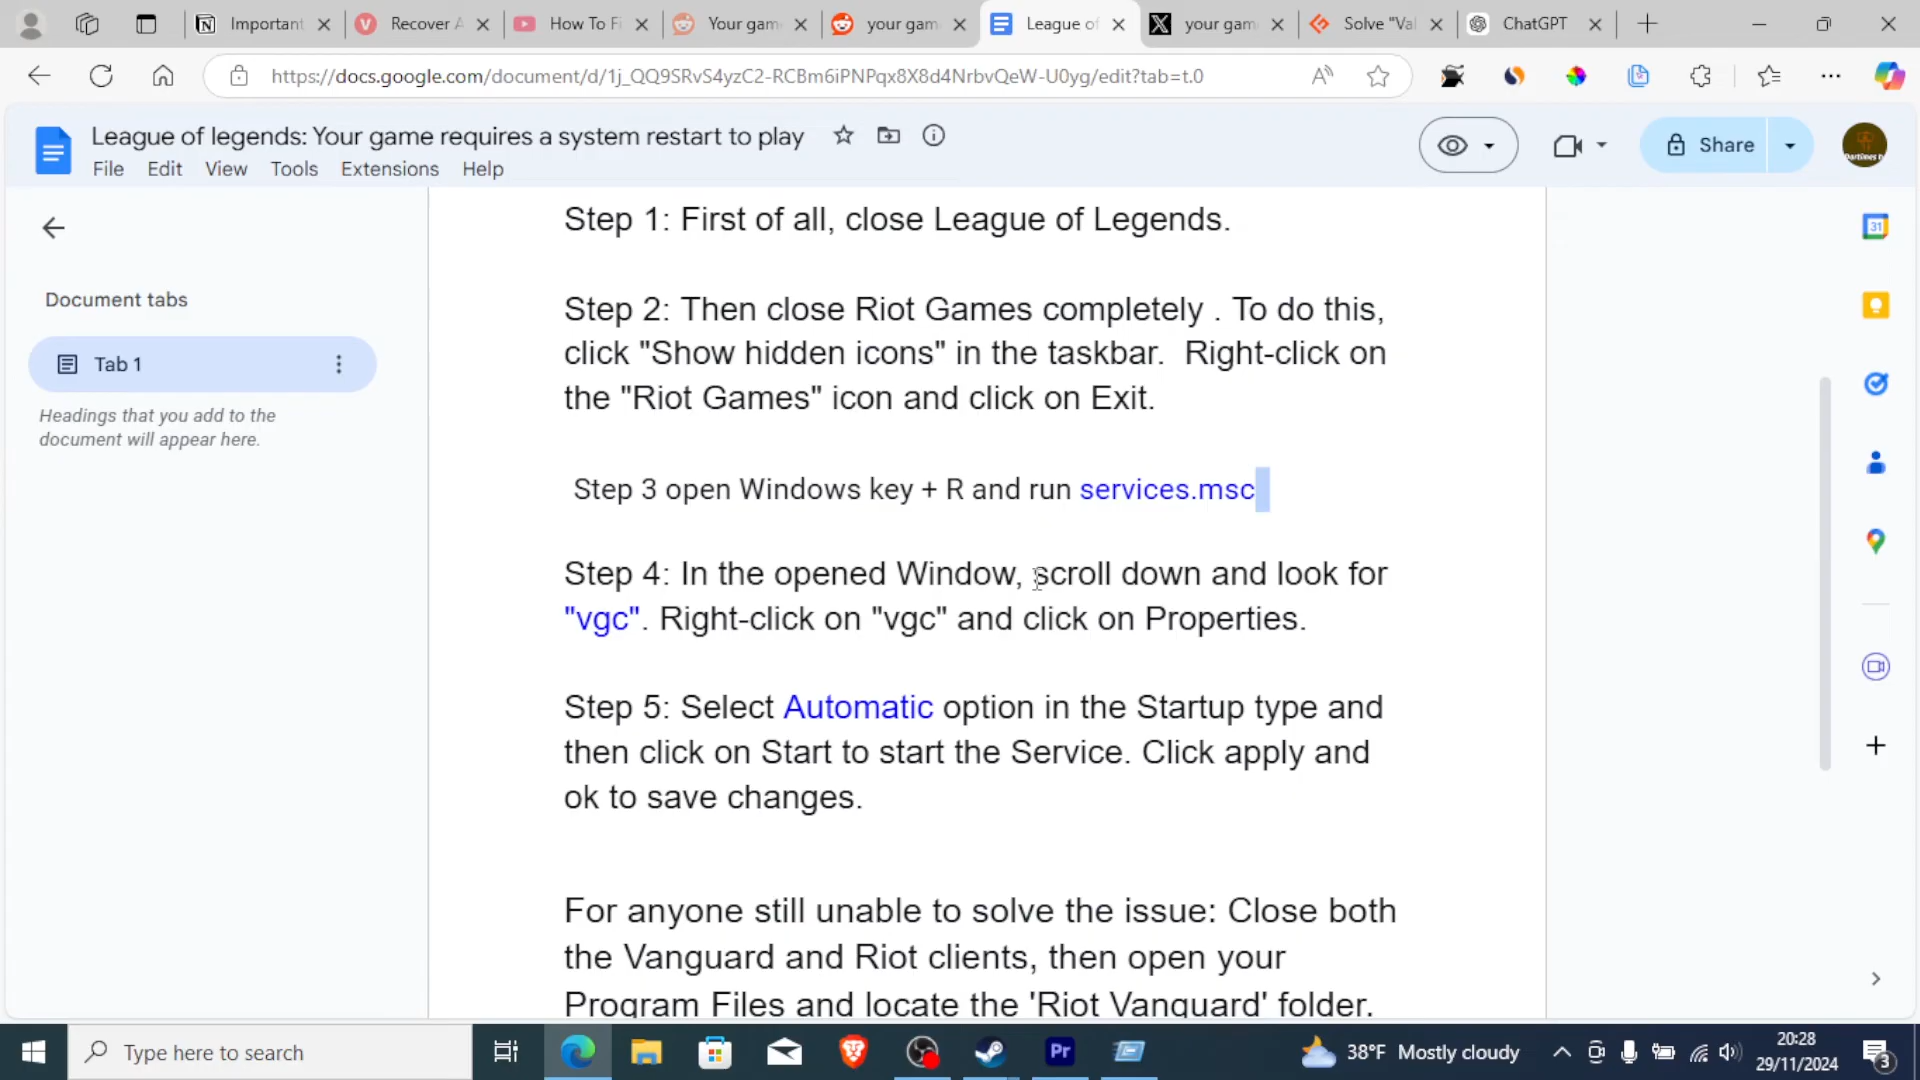 Important
Recover A
How To Fi
Your gam
your gam
League of
your gam
Solve "Val
ChatGPT
https://docs.google.com/document/d/1j_QQ9SRvS4yzC2-RCBm6iPNPqx8X8d4NrbvQeW-U0yg/edit?tab=t.0
League of legends: Your game requires a system restart to play
File Edit View Tools Extensions Help
Share
Document tabs
Tab 1
Headings that you add to the
document will appear here.
Step 1: First of all, close League of Legends.
Step 2: Then close Riot Games completely . To do this,
click "Show hidden icons" in the taskbar. Right-click on
the "Riot Games" icon and click on Exit.
Step 3 open Windows key + R and run services.msc
Step 4: In the opened Window, scroll down and look for
"vgc". Right-click on "vgc" and click on Properties.
Step 5: Select Automatic option in the Startup type and
then click on Start to start the Service. Click apply and
ok to save changes.
For anyone still unable to solve the issue: Close both
the Vanguard and Riot clients, then open your
Program Files and locate the 'Riot Vanguard' folder.
31
Type here to search
Pr
38°F Mostly cloudy
20:28
29/11/2024
3